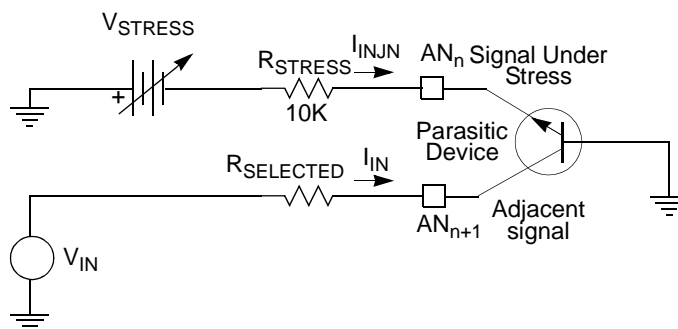 VSTRESS
+
RSTRESS
10K
IINJN
ANn Signal Under
Stress
Parasitic
Device
RSELECTED
IIN
ANn+1
Adjacent
signal
VIN